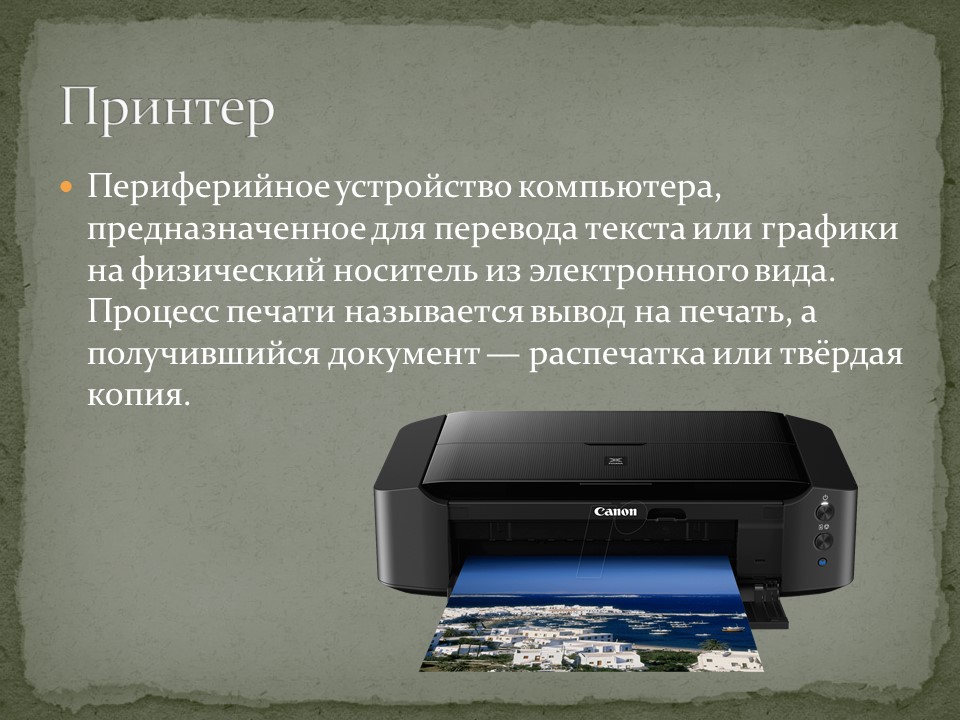 Принтер
• Периферийное устройство компьютера,
предназначенное для перевода текста или графики
на физический носитель из электронного вида.
Процесс печати называется вывод на печать, а
получившийся документ — распечатка или твёрдая
копия.
Canon